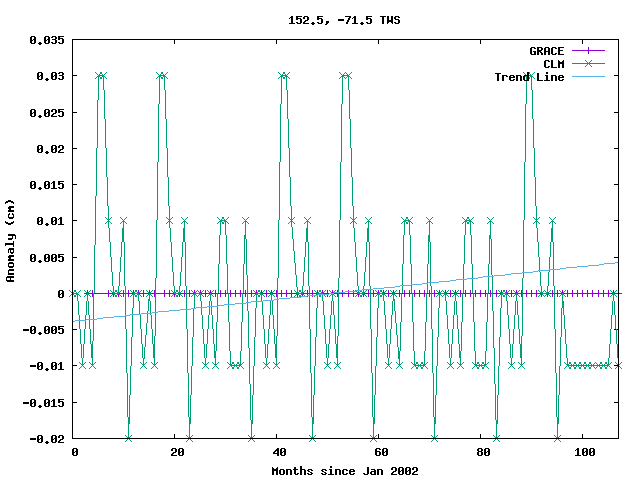 152.5, -71.5 TWS
GRACE
CLM
Trend Line
0.035
0.03
0.025
0.02
0.015
0.01
0.005
0
-0.005
-0.01
-0.015
-0.02
Anomaly (cm)
0 20 40 60 80 100
Months since Jan 2002